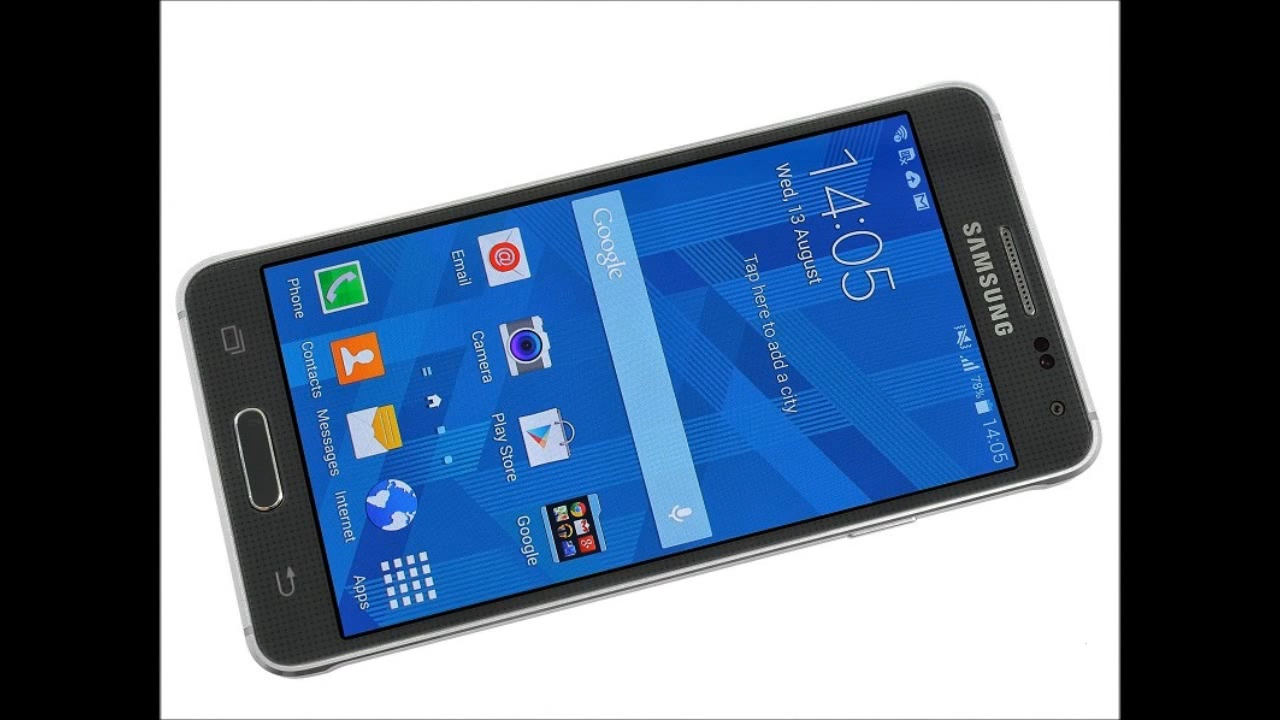 SAMSUNG
78% 14:05
14:05
Wed, 13 August
Tap here to add a city
Google
Email
Camera
Play Store
Google
Phone
Contacts
Messages
Internet
Apps